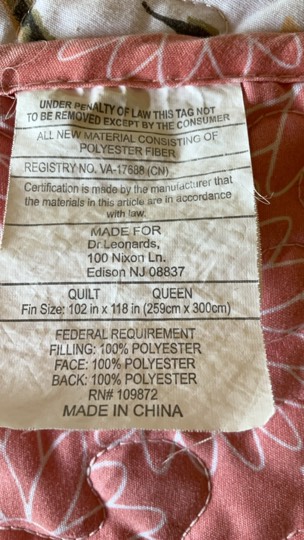 UNDER PENALTY OF LAW THIS TAG NOT
TO BE REMOVED EXCEPT BY THE CONSUMER
ALL NEW MATERIAL CONSISTING OF
POLYESTER FIBER
REGISTRY NO. VA-17688 (CN)
Certification is made by the manufacturer that
the materials in this article are in accordance
with law.
MADE FOR
Dr Leonards,
100 Nixon Ln.
Edison NJ 08837
QUILT QUEEN
Fin Size: 102 in x 118 in (259cm x 300cm)
FEDERAL REQUIREMENT
FILLING: 100% POLYESTER
FACE: 100% POLYESTER
BACK: 100% POLYESTER
RN# 109872
MADE IN CHINA